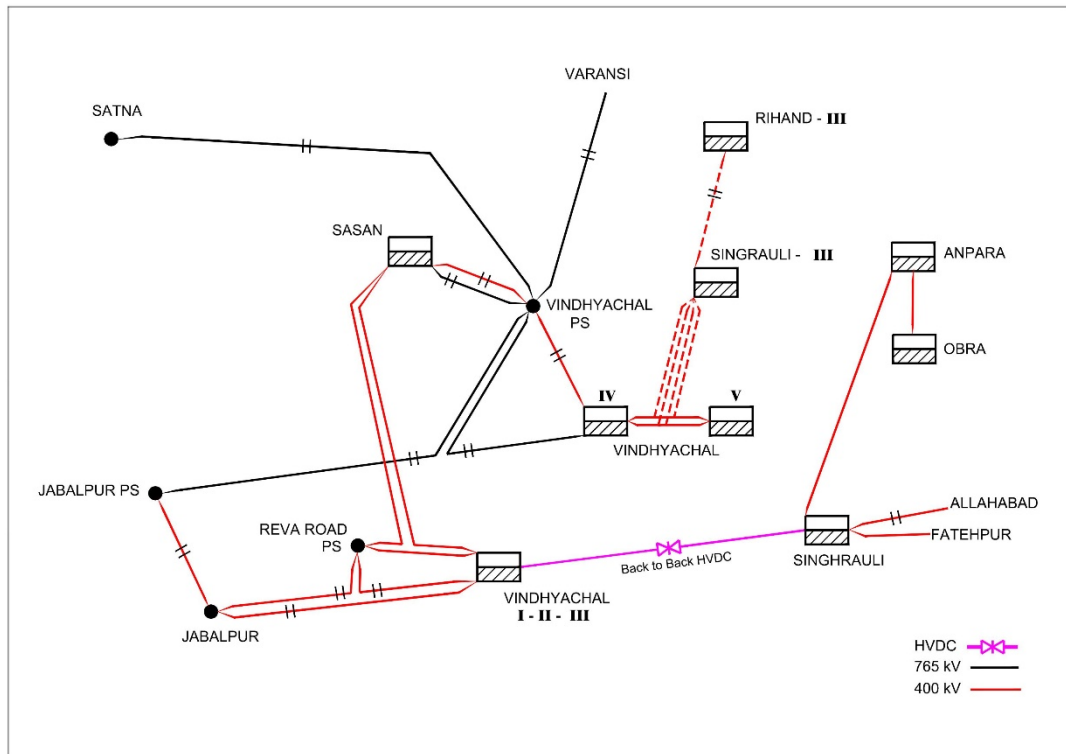 VARANSI
SATNA
RIHAND - III
SASAN
SINGRAULI - III
ANPARA
VINDHYACHAL
PS
OBRA
IV
V
VINDHYACHAL
JABALPUR PS
REVA ROAD
PS
ALLAHABAD
FATEHPUR
SINGHRAULI
Back to Back HVDC
VINDHYACHAL
I - II - III
JABALPUR
HVDC
765 kV
400 kV